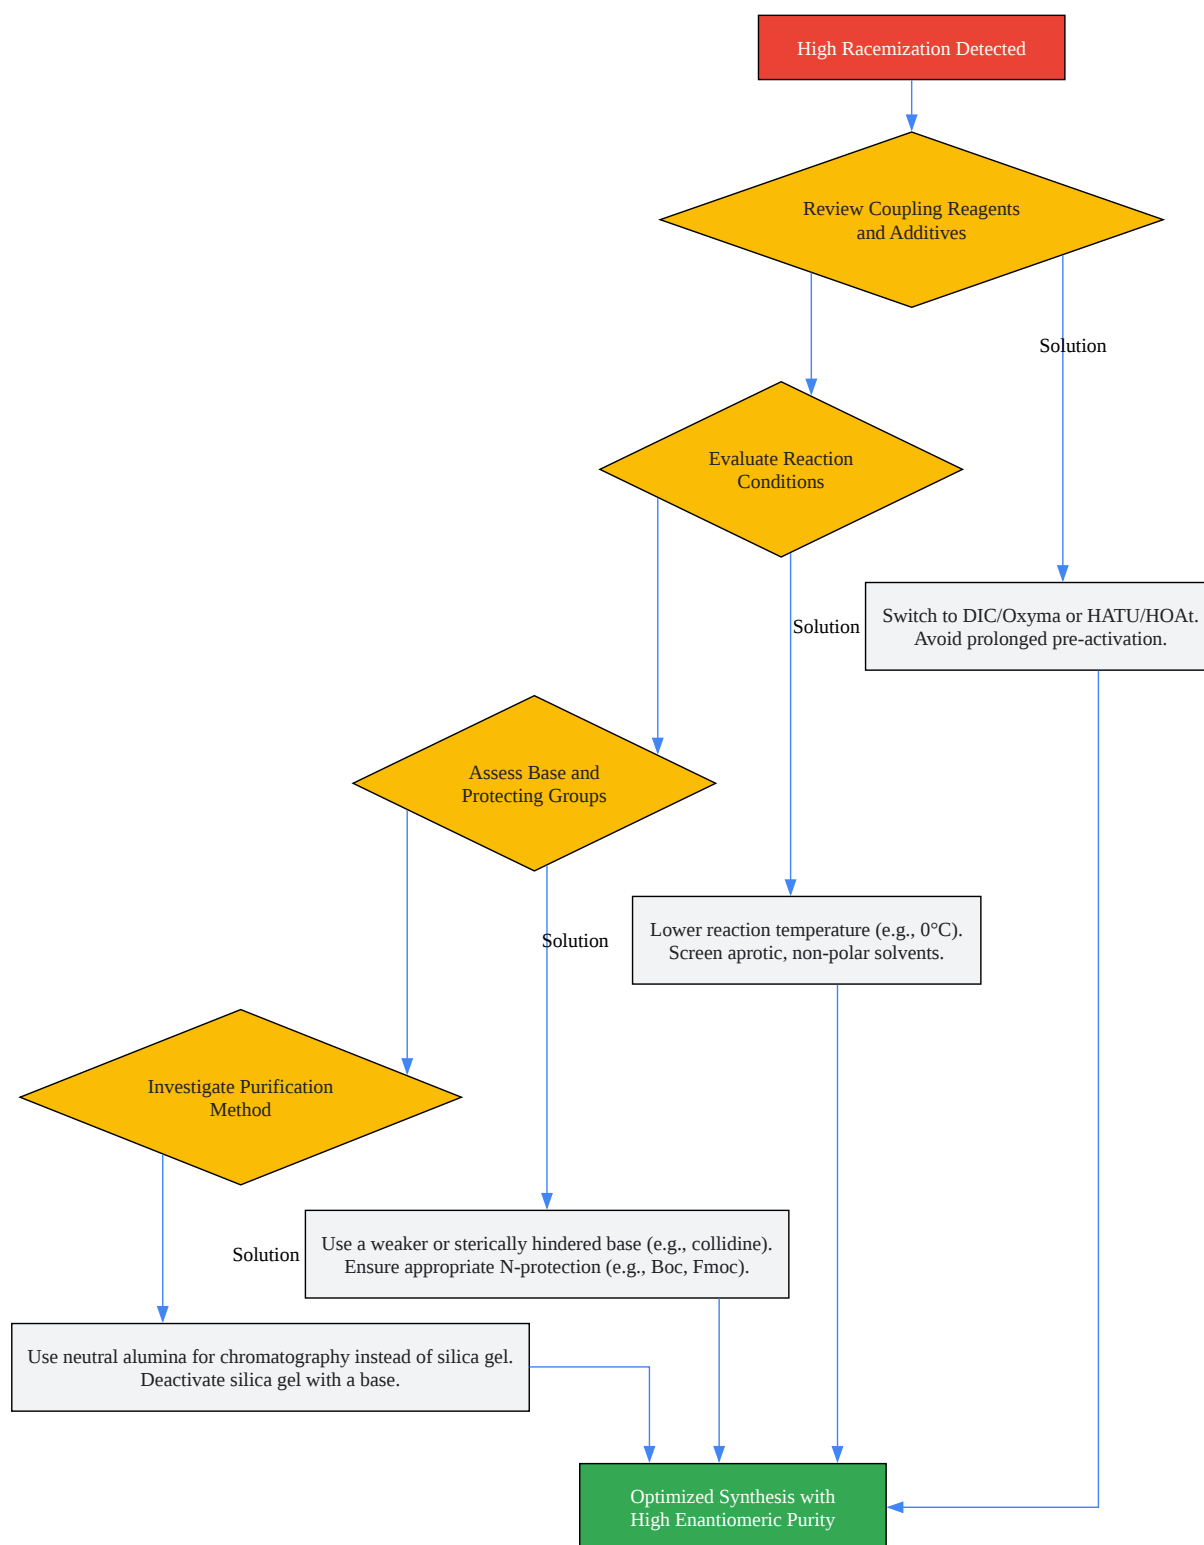 High Racemization Detected
Review Coupling Reagents
and Additives
Solution
Evaluate Reaction
Conditions
Switch to DIC/Oxyma or HATU/HOAt.
Avoid prolonged pre-activation.
Solution
Assess Base and
Protecting Groups
Lower reaction temperature (e.g., 0°C).
Screen aprotic, non-polar solvents.
Solution
Investigate Purification
Method
Use a weaker or sterically hindered base (e.g., collidine).
Ensure appropriate N-protection (e.g., Boc, Fmoc).
Solution
Use neutral alumina for chromatography instead of silica gel.
Deactivate silica gel with a base.
Optimized Synthesis with
High Enantiomeric Purity